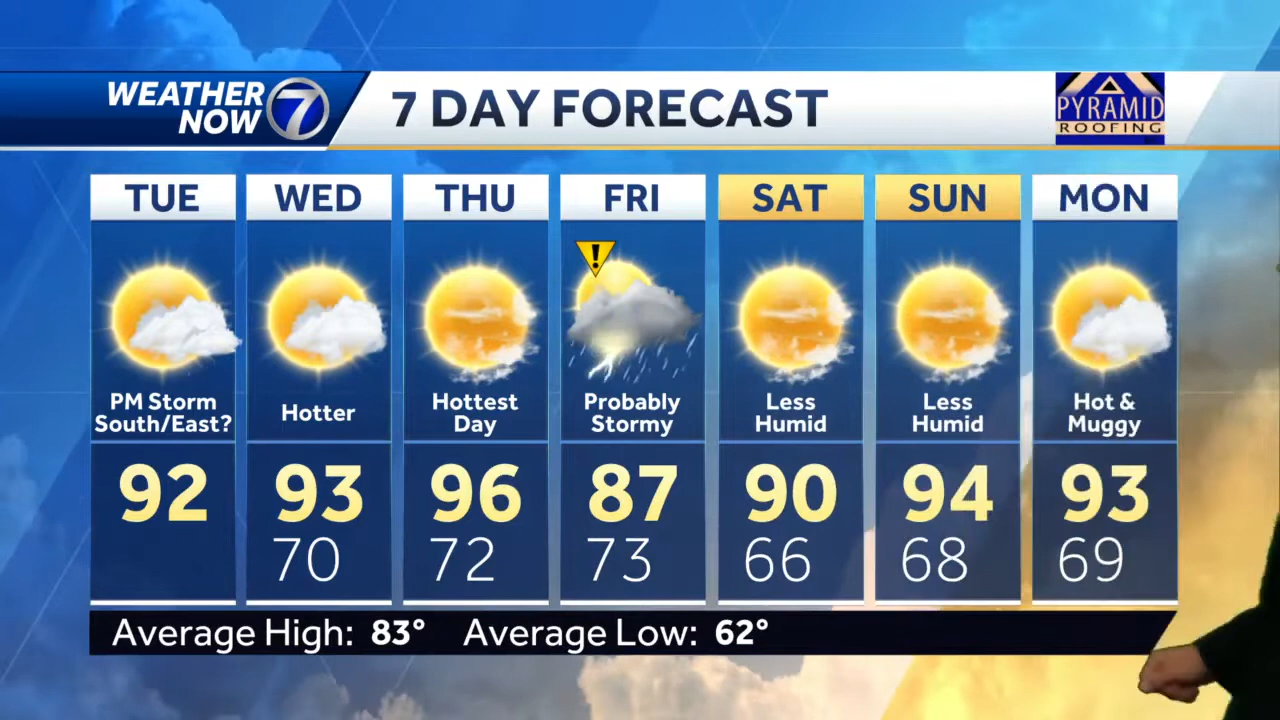 WEATHER
NOW 7
7 DAY FORECAST
PYRAMID
ROOFING
TUE WED THU FRI SAT SUN MON
!
PM Storm
South/East?
Hotter
Hottest
Day
Probably
Stormy
Less
Humid
Less
Humid
Hot &
Muggy
92 93 96 87 90 94 93
70 72 73 66 68 69
Average High: 83° Average Low: 62°